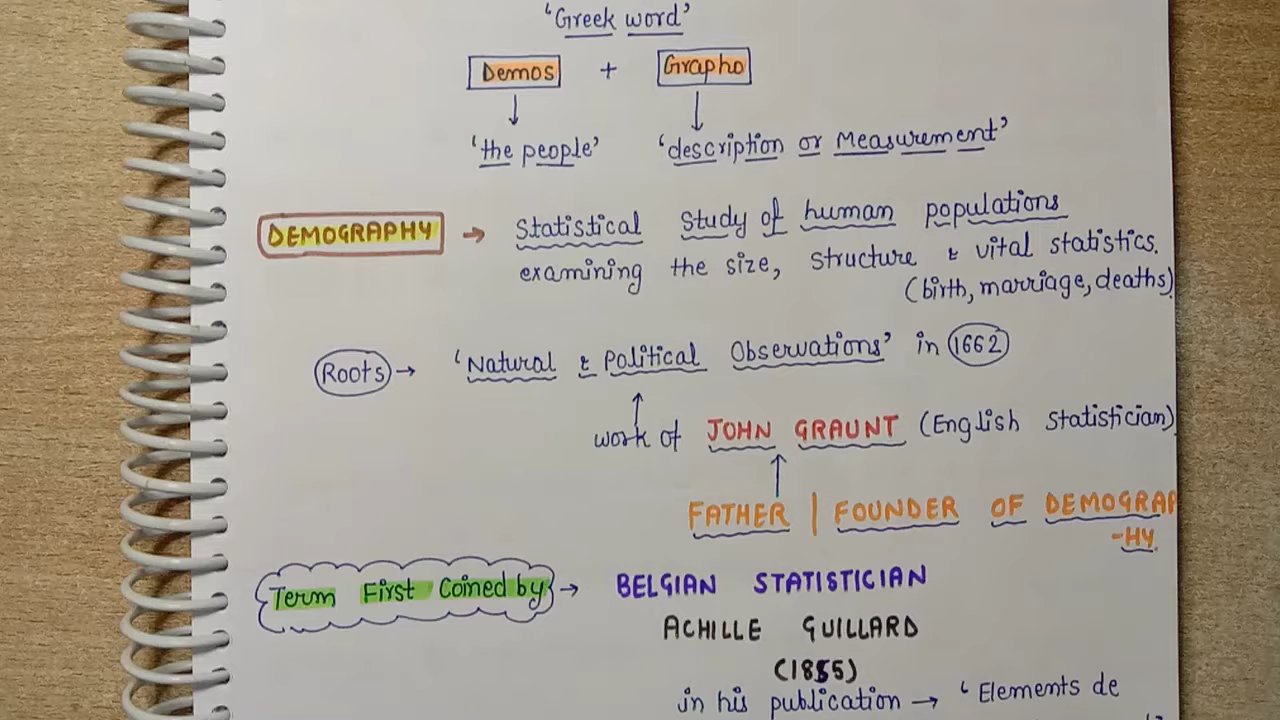 'Greek word'
Demos + Grapho
'the people' 'description or Measurement'
DEMOGRAPHY → Statistical Study of human populations
examining the size, structure & vital statistics.
(birth, marriage, deaths)
Roots → 'Natural & Political Observations' in 1662
work of JOHN GRAUNT (English Statistician)
FATHER | FOUNDER OF DEMOGRAP
-HY
Term First Coined by → BELGIAN STATISTICIAN
ACHILLE GUILLARD
(1855)
in his publication → ' Elements de